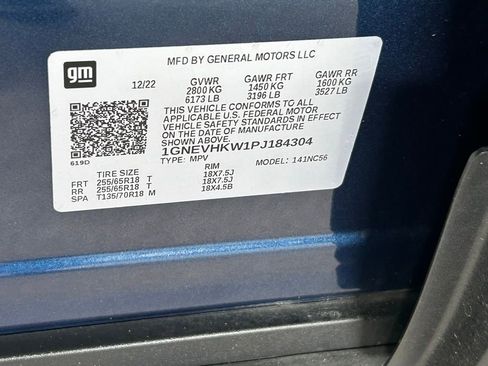 gm
MFD BY GENERAL MOTORS LLC
12/22 GVWR GAWR FRT GAWR RR
2800 KG 1450 KG 1600 KG
6173 LB 3196 LB 3527 LB
THIS VEHICLE CONFORMS TO ALL
APPLICABLE U.S. FEDERAL MOTOR
VEHICLE SAFETY STANDARDS IN EFFECT
ON THE DATE OF MANUFACTURE
SHOWN ABOVE.
619D
1GNEVHKW1PJ184304
TYPE: MPV MODEL: 141NC56
TIRE SIZE RIM
FRT 255/65R18 T 18X7.5J
RR 255/65R18 T 18X7.5J
SPA T135/70R18 M 18X4.5B